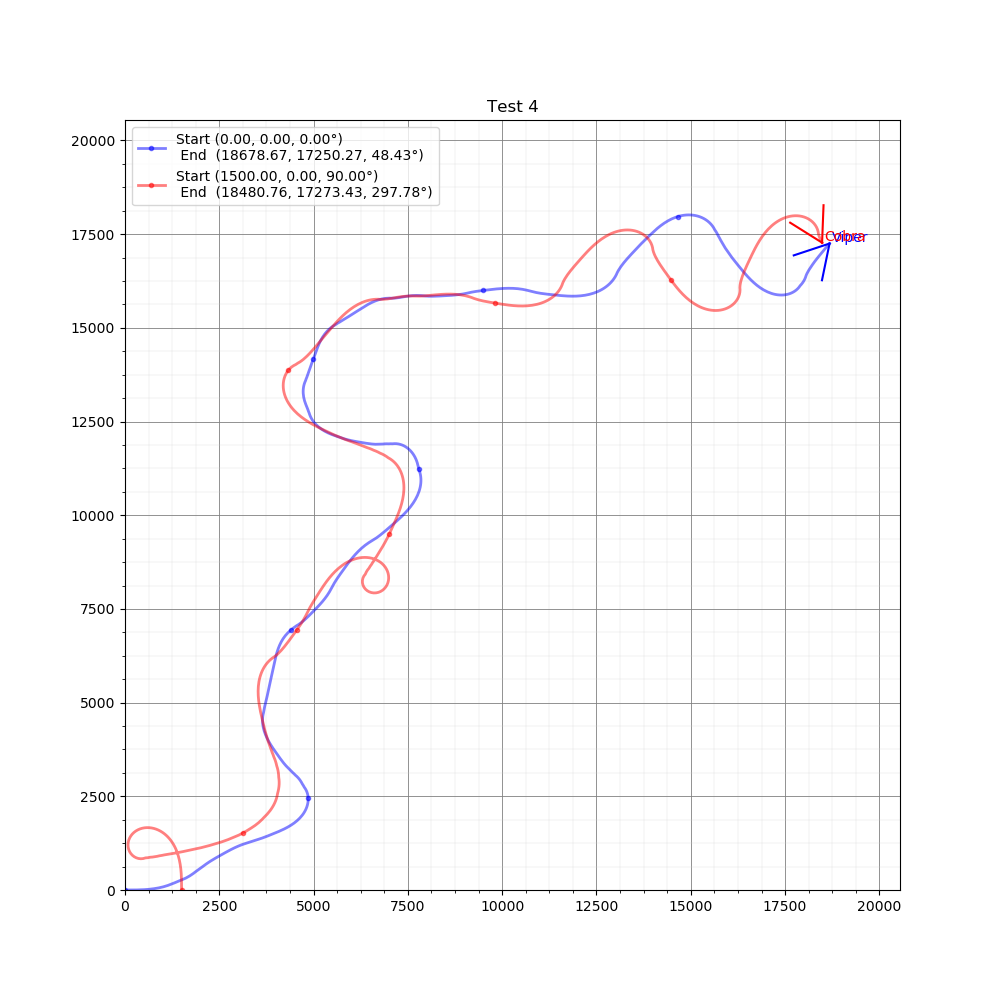 Test 4
Start (0.00, 0.00, 0.00°)
End (18678.67, 17250.27, 48.43°)
Start (1500.00, 0.00, 90.00°)
End (18480.76, 17273.43, 297.78°)
20000
17500
15000
12500
10000
7500
5000
2500
0
Cobra
Viper
0 2500 5000 7500 10000 12500 15000 17500 20000